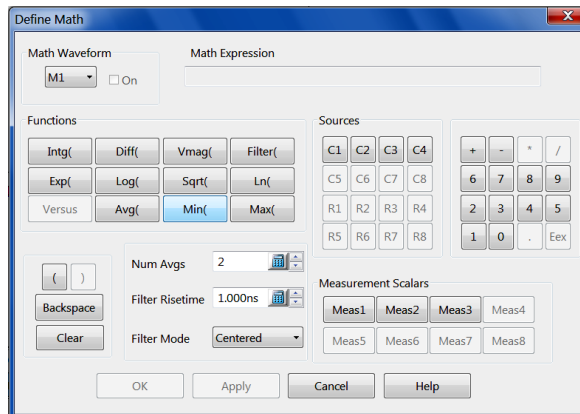 Define Math
X
Math Waveform
Math Expression
M1
On
Functions
Intg( Diff( Vmag( Filter(
Exp( Log( Sqrt( Ln(
Versus Avg( Min( Max(
Sources
C1 C2 C3 C4
C5 C6 C7 C8
R1 R2 R3 R4
R5 R6 R7 R8
+ - * /
6 7 8 9
2 3 4 5
1 0 . Eex
( )
Backspace
Clear
Num Avgs 2
Filter Risetime 1.000ns
Filter Mode Centered
Measurement Scalars
Meas1 Meas2 Meas3 Meas4
Meas5 Meas6 Meas7 Meas8
OK Apply Cancel Help